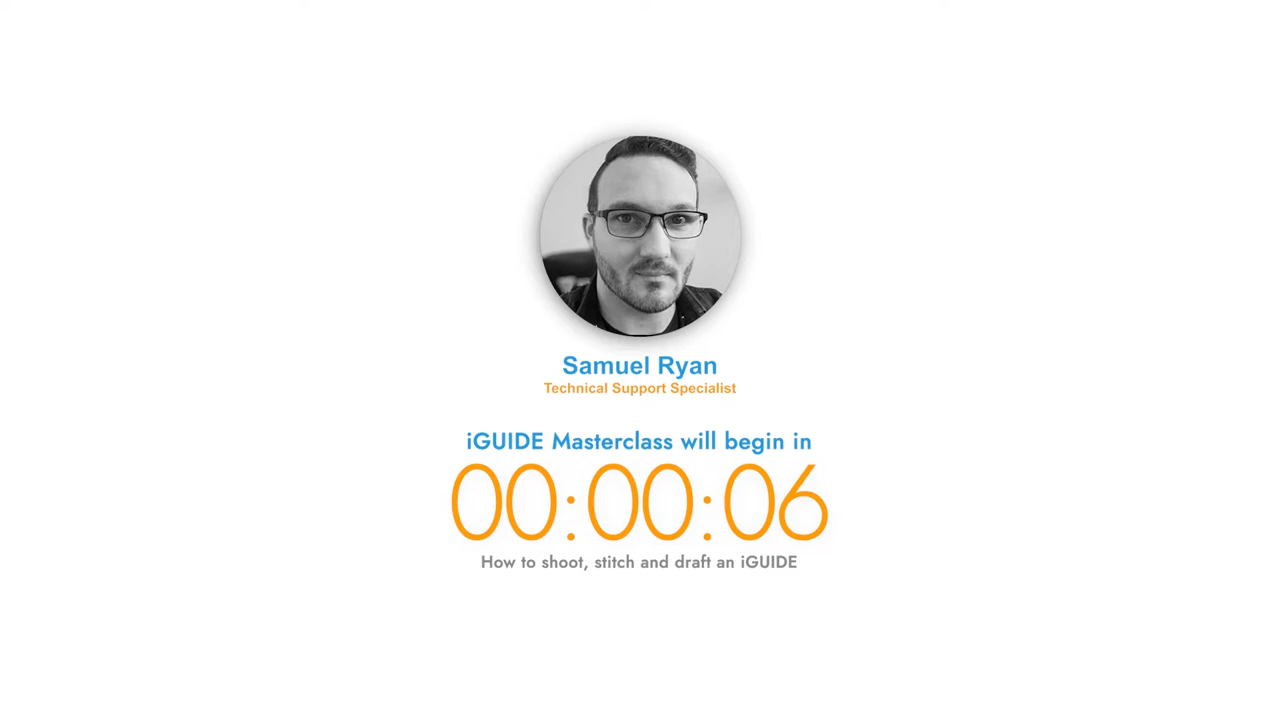 Samuel Ryan
Technical Support Specialist
iGUIDE Masterclass will begin in
00:00:06
How to shoot, stitch and draft an iGUIDE